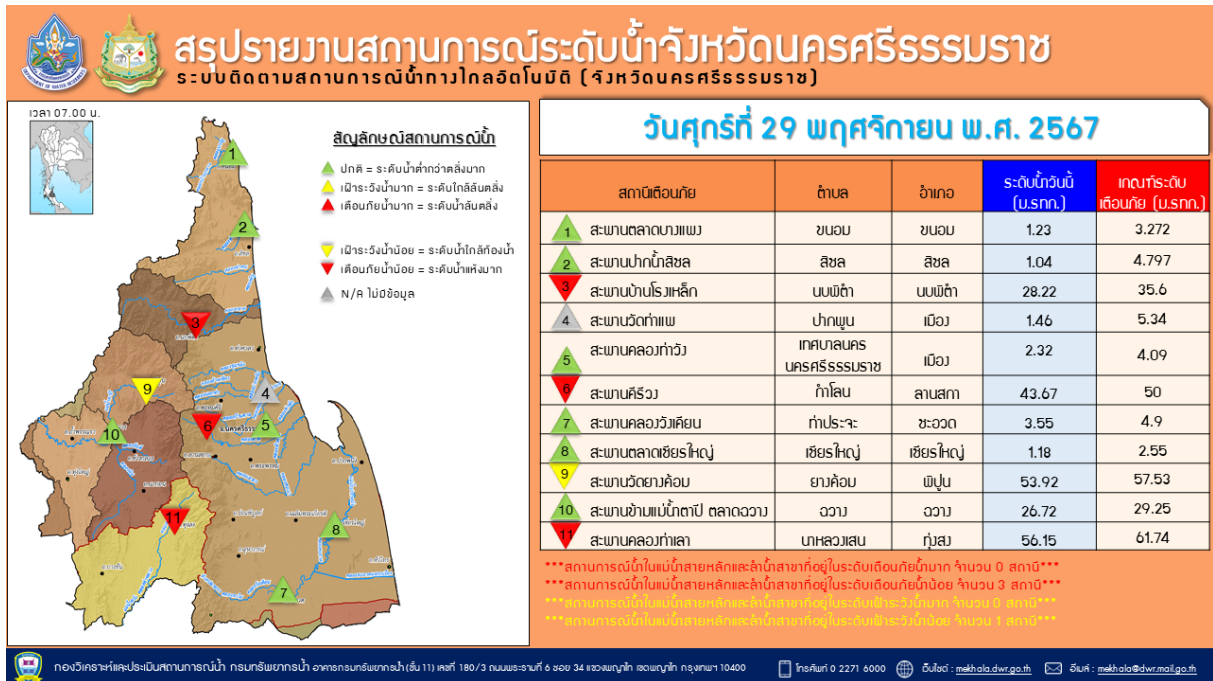 สรุปรายงานสถานการณ์ระดับน้ำจังหวัดนครศรีธรรมราช
ระบบติดตามสถานการณ์น้ำทางไกลอัตโนมัติ (จังหวัดนครศรีธรรมราช)
เวลา 07.00 น.
สัญลักษณ์สถานการณ์น้ำ
ปกติ = ระดับน้ำต่ำกว่าตลิ่งมาก
เฝ้าระวังน้ำมาก = ระดับใกล้ล้นตลิ่ง
เตือนภัยน้ำมาก = ระดับน้ำล้นตลิ่ง
เฝ้าระวังน้ำน้อย = ระดับน้ำใกล้ท้องน้ำ
เตือนภัยน้ำน้อย = ระดับน้ำแห้งมาก
N/A ไม่มีข้อมูล
1
2
3
9
4
10
6
5
11
8
7
วันศุกร์ที่ 29 พฤศจิกายน พ.ศ. 2567
สถานีเตือนภัย ตำบล อำเภอ ระดับน้ำวันนี้ (ม.รทก.) เกณฑ์ระดับเตือนภัย (ม.รทก.)
1 สะพานตลาดบางแพง ขนอม ขนอม 1.23 3.272
2 สะพานปากน้ำสิชล สิชล สิชล 1.04 4.797
3 สะพานบ้านโรงเหล็ก นบพิตำ นบพิตำ 28.22 35.6
4 สะพานวัดท่าแพ ปากพูน เมือง 1.46 5.34
5 สะพานคลองท่าวัง เทศบาลนครนครศรีธรรมราช เมือง 2.32 4.09
6 สะพานคีรีวง กำโลน ลานสกา 43.67 50
7 สะพานคลองวังเคียน ท่าประจะ ชะอวด 3.55 4.9
8 สะพานตลาดเชียรใหญ่ เชียรใหญ่ เชียรใหญ่ 1.18 2.55
9 สะพานวัดยางค้อม ยางค้อม พิปูน 53.92 57.53
10 สะพานข้ามแม่น้ำตาปี ตลาดฉวาง ฉวาง ฉวาง 26.72 29.25
11 สะพานคลองท่าเลา นาหลวงเสน ทุ่งสง 56.15 61.74
***สถานการณ์น้ำในแม่น้ำสายหลักและลำน้ำสาขาที่อยู่ในระดับเตือนภัยน้ำมาก จำนวน 0 สถานี***
***สถานการณ์น้ำในแม่น้ำสายหลักและลำน้ำสาขาที่อยู่ในระดับเตือนภัยน้ำน้อย จำนวน 3 สถานี***
***สถานการณ์น้ำในแม่น้ำสายหลักและลำน้ำสาขาที่อยู่ในระดับเฝ้าระวังน้ำมาก จำนวน 0 สถานี***
***สถานการณ์น้ำในแม่น้ำสายหลักและลำน้ำสาขาที่อยู่ในระดับเฝ้าระวังน้ำน้อย จำนวน 1 สถานี***
กองวิเคราะห์และประเมินสถานการณ์น้ำ กรมทรัพยากรน้ำ อาคารกรมทรัพยากรน้ำ (ชั้น 11) เลขที่ 180/3 ถนนพระรามที่ 6 ซอย 34 แขวงพญาไท เขตพญาไท กรุงเทพฯ 10400 โทรศัพท์ 0 2271 6000 เว็บไซต์ : mekhala.dwr.go.th อีเมล์ : mekhala@dwr.mail.go.th